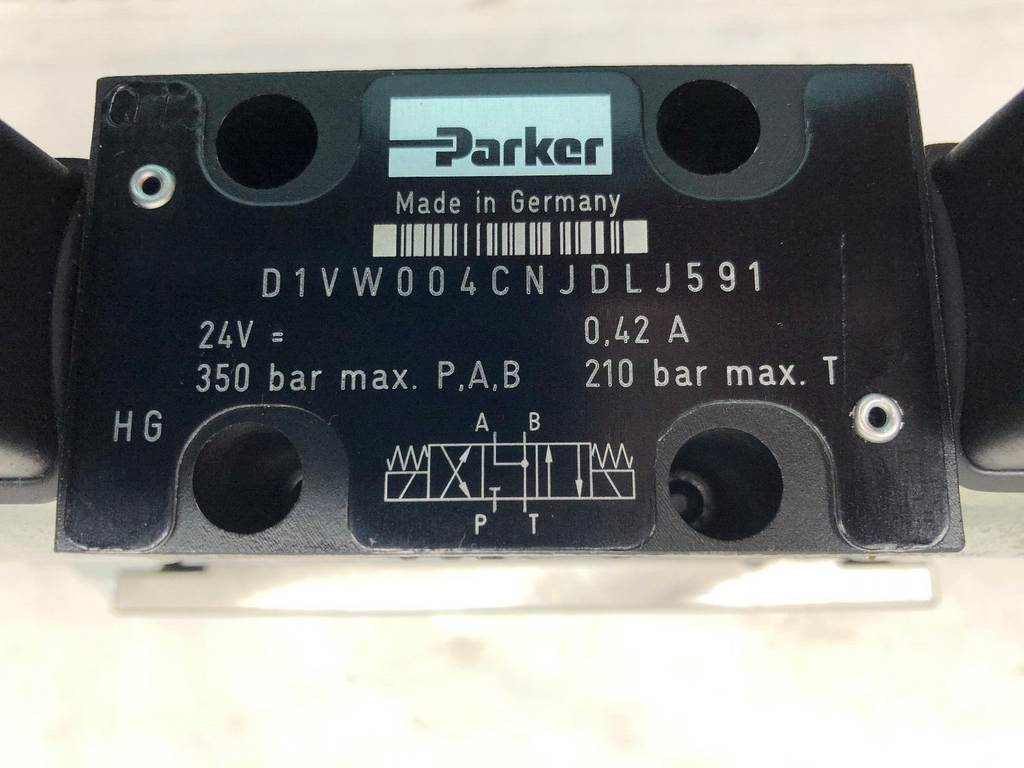 Parker
Made in Germany
D1VW004CNJDLJ591
24V = 0,42 A
350 bar max. P,A,B 210 bar max. T
HG
A B
P T